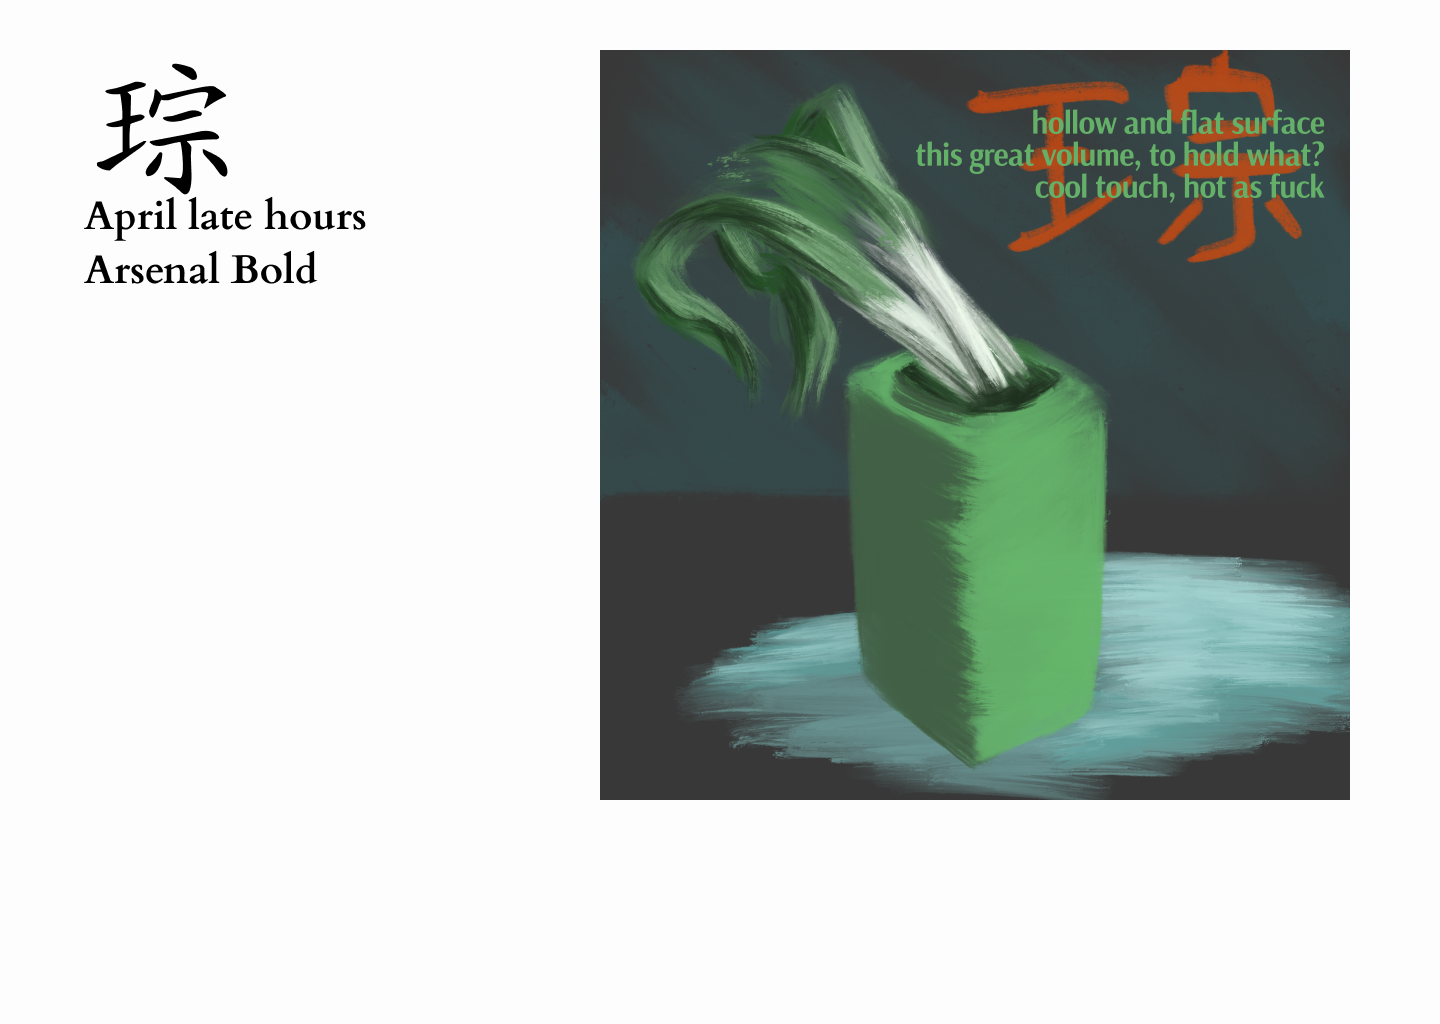 琮
April late hours
Arsenal Bold
琮
hollow and flat surface
this great volume, to hold what?
cool touch, hot as fuck